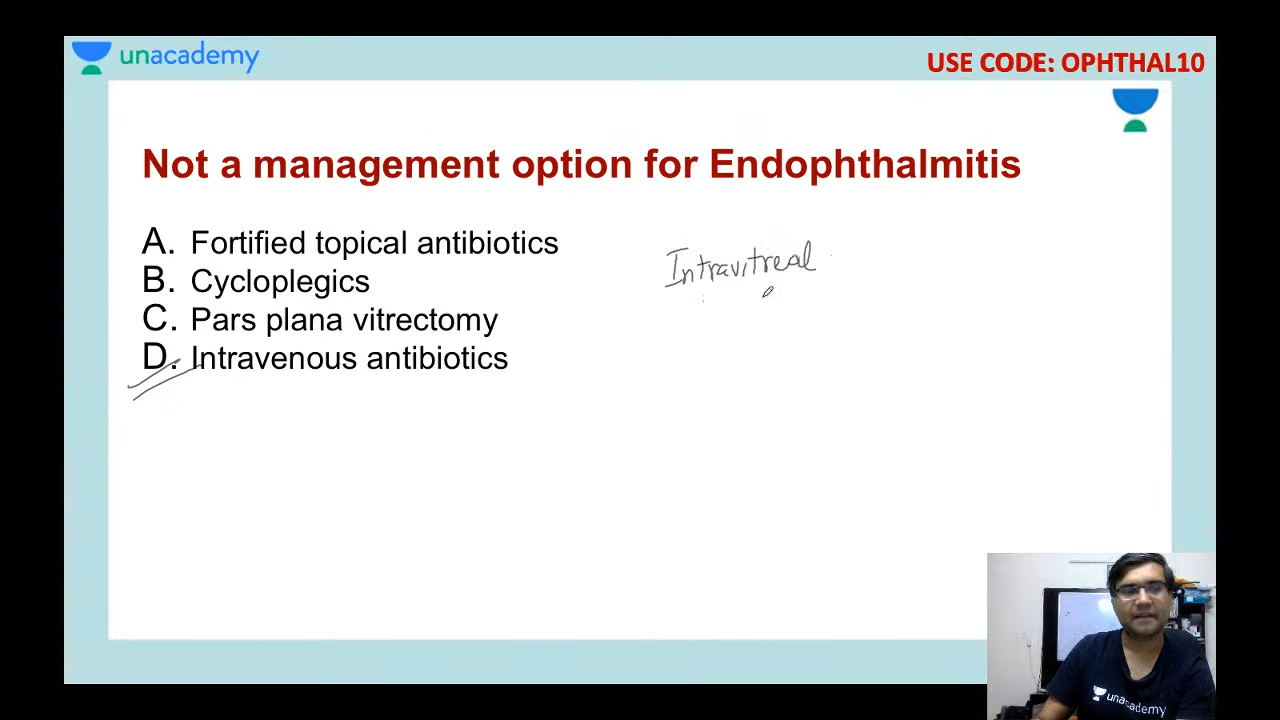 unacademy
USE CODE: OPHTHAL10
Not a management option for Endophthalmitis
A. Fortified topical antibiotics
B. Cycloplegics
C. Pars plana vitrectomy
D. Intravenous antibiotics
Intravitreal
unacademy